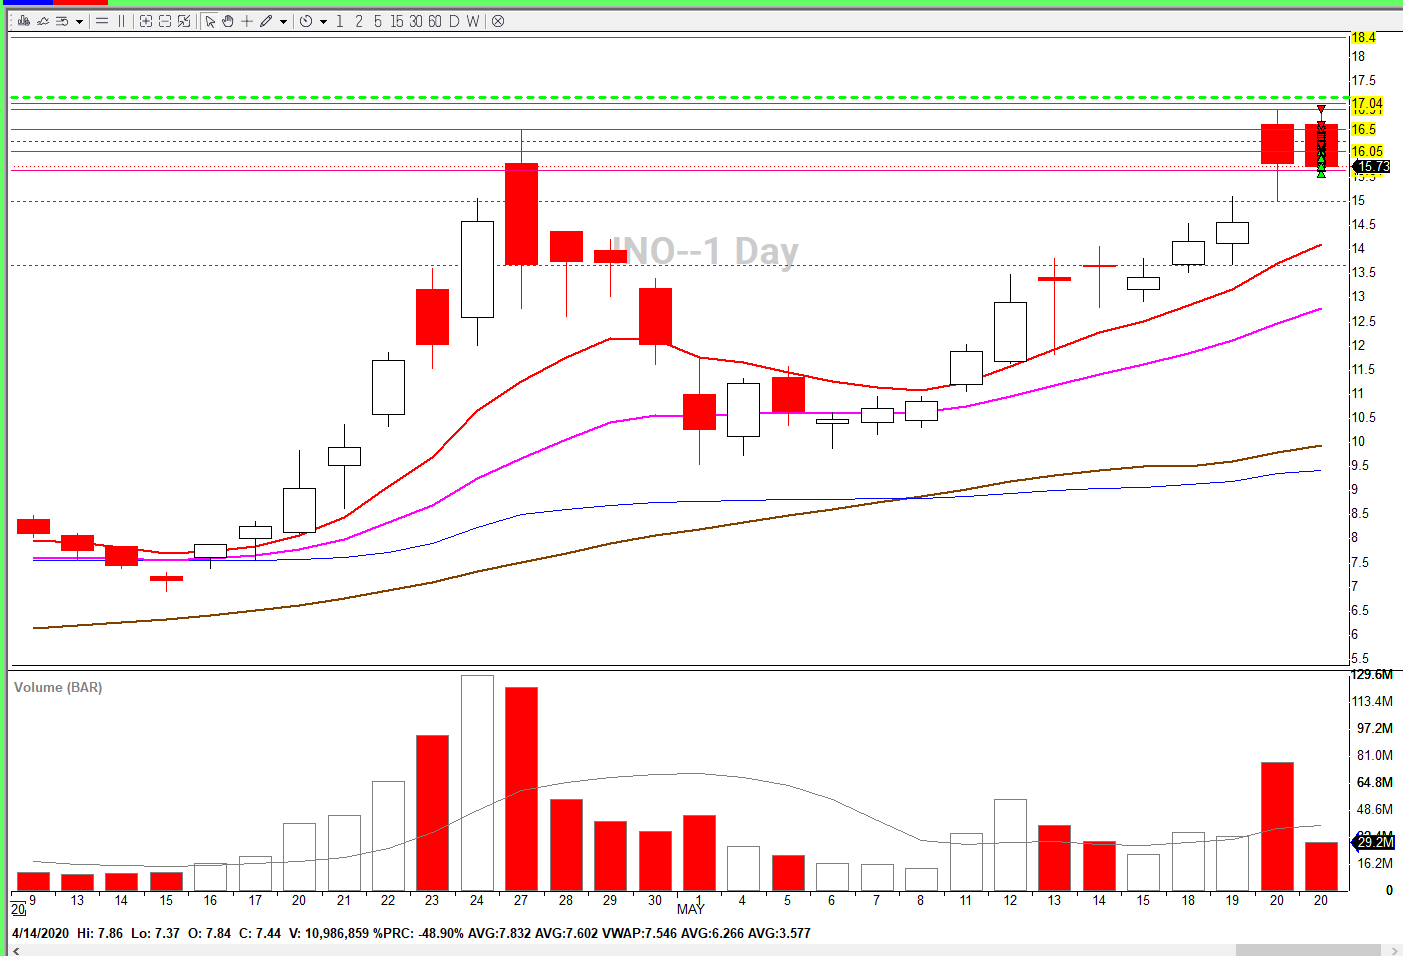 1 2 5 15 30 60 D W
18.4
18
17.5
17.04
16.5
16.05
15.73
15
14.5
INO--1 Day
14
13.5
13
12.5
12
11.5
11
10.5
10
9.5
9
8.5
8
7.5
7
6.5
6
5.5
Volume (BAR)
129.6M
113.4M
97.2M
81.0M
64.8M
48.6M
29.2M
16.2M
0
9 13 14 15 16 17 20 21 22 23 24 27 28 29 30 1 4 5 6 7 8 11 12 13 14 15 18 19 20 20
20 MAY
4/14/2020 Hi: 7.86 Lo: 7.37 O: 7.84 C: 7.44 V: 10,986,859 %PRC: -48.90% AVG:7.832 AVG:7.602 VWAP:7.546 AVG:6.266 AVG:3.577